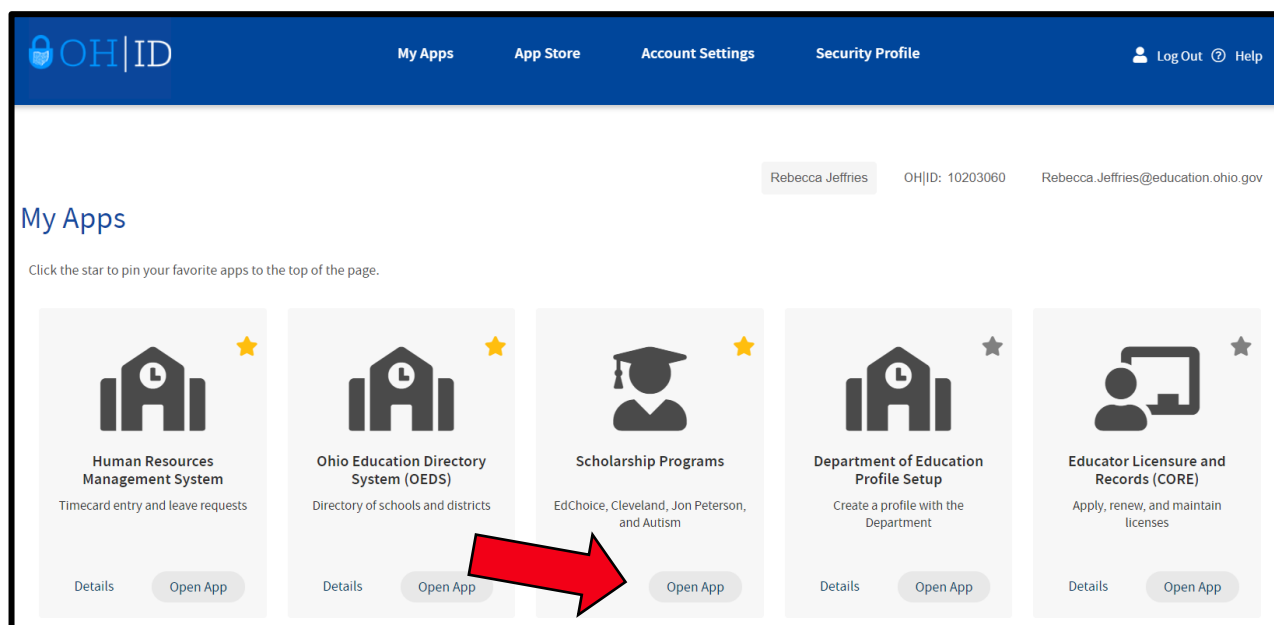 OH|ID
My Apps App Store Account Settings Security Profile Log Out ? Help
Rebecca Jeffries OH|ID: 10203060 Rebecca.Jeffries@education.ohio.gov
My Apps
Click the star to pin your favorite apps to the top of the page.
Human Resources
Management System
Timecard entry and leave requests
Details Open App
Ohio Education Directory
System (OEDS)
Directory of schools and districts
Details Open App
Scholarship Programs
EdChoice, Cleveland, Jon Peterson,
and Autism
Open App
Department of Education
Profile Setup
Create a profile with the
Department
Details Open App
Educator Licensure and
Records (CORE)
Apply, renew, and maintain
licenses
Details Open App